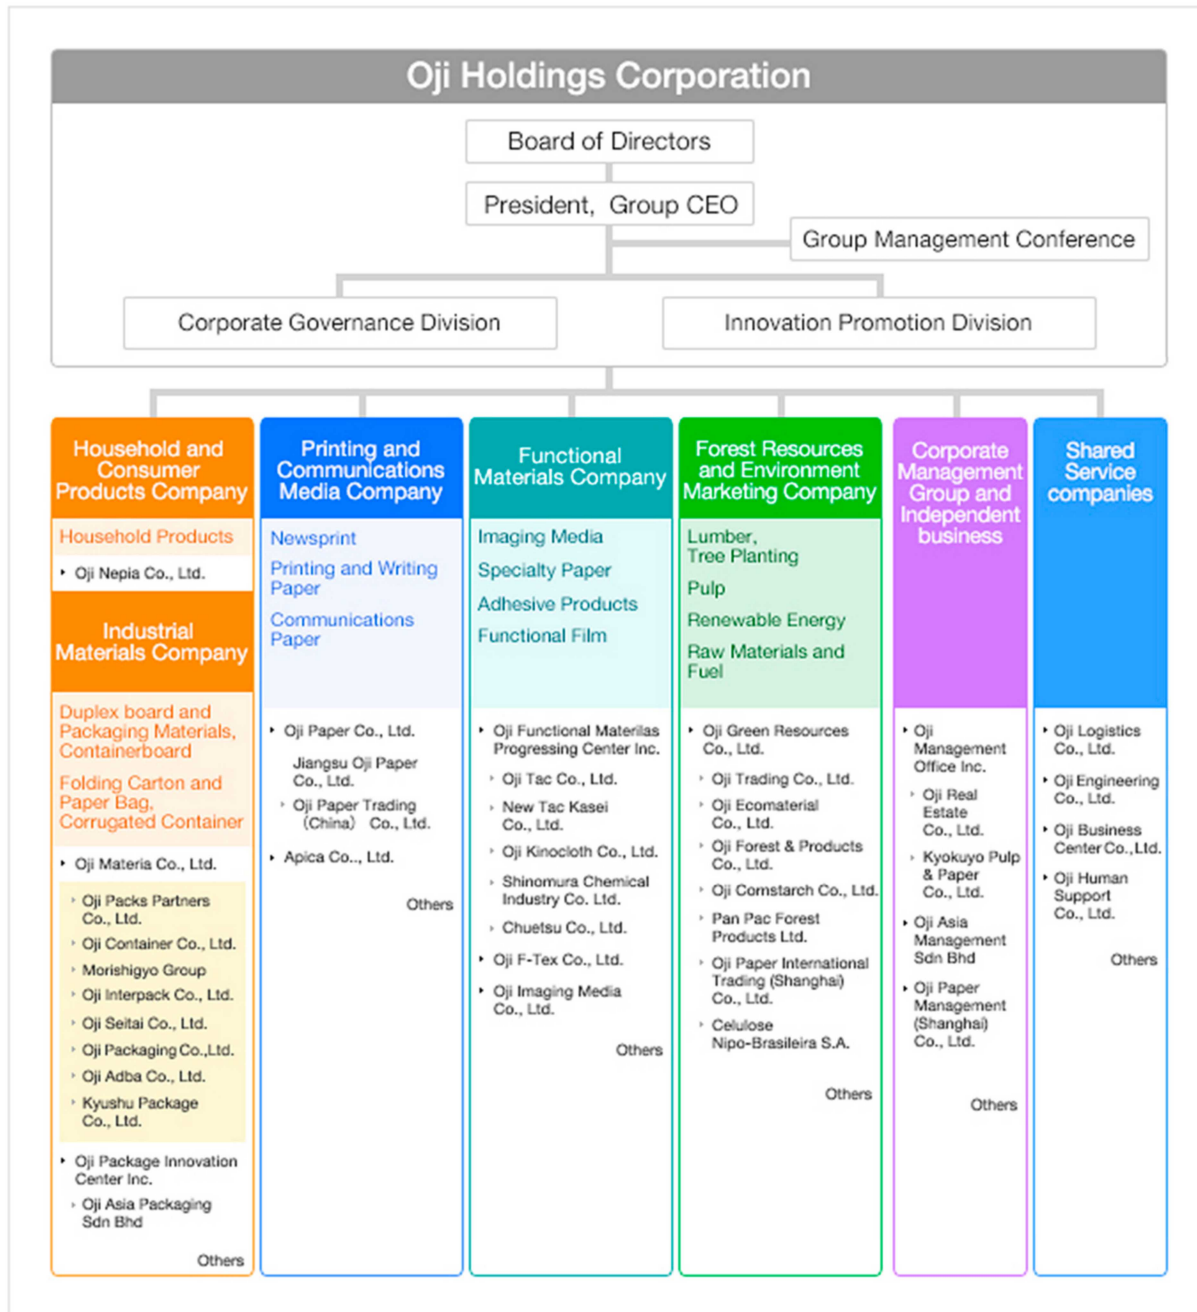 Oji Holdings Corporation
Board of Directors
President, Group CEO
Group Management Conference
Corporate Governance Division
Innovation Promotion Division
Household and
Consumer
Products Company
Household Products
Oji Nepia Co., Ltd.
Industrial
Materials Company
Duplex board and
Packaging Materials,
Containerboard
Folding Carton and
Paper Bag,
Corrugated Container
Oji Materia Co., Ltd.
Oji Packs Partners
Co., Ltd.
Oji Container Co., Ltd.
Morishigyo Group
Oji Interpack Co., Ltd.
Oji Seitai Co., Ltd.
Oji Packaging Co.,Ltd.
Oji Adba Co., Ltd.
Kyushu Package
Co., Ltd.
Oji Package Innovation
Center Inc.
Oji Asia Packaging
Sdn Bhd
Others
Printing and
Communications
Media Company
Newsprint
Printing and Writing
Paper
Communications
Paper
Oji Paper Co., Ltd.
Jiangsu Oji Paper
Co., Ltd.
Oji Paper Trading
（China） Co., Ltd.
Apica Co.., Ltd.
Others
Functional
Materials Company
Imaging Media
Specialty Paper
Adhesive Products
Functional Film
Oji Functional Materilas
Progressing Center Inc.
Oji Tac Co., Ltd.
New Tac Kasei
Co., Ltd.
Oji Kinocloth Co., Ltd.
Shinomura Chemical
Industry Co. Ltd.
Chuetsu Co., Ltd.
Oji F-Tex Co., Ltd.
Oji Imaging Media
Co., Ltd.
Others
Forest Resources
and Environment
Marketing Company
Lumber,
Tree Planting
Pulp
Renewable Energy
Raw Materials and
Fuel
Oji Green Resources
Co., Ltd.
Oji Trading Co., Ltd.
Oji Ecomaterial
Co., Ltd.
Oji Forest & Products
Co., Ltd.
Oji Cornstarch Co., Ltd.
Pan Pac Forest
Products Ltd.
Oji Paper International
Trading (Shanghai)
Co., Ltd.
Celulose
Nipo-Brasileira S.A.
Others
Corporate
Management
Group and
Independent
business
Oji
Management
Office Inc.
Oji Real
Estate
Co., Ltd.
Kyokuyo Pulp
& Paper
Co., Ltd.
Oji Asia
Management
Sdn Bhd
Oji Paper
Management
(Shanghai)
Co., Ltd.
Others
Shared
Service
companies
Oji Logistics
Co., Ltd.
Oji Engineering
Co., Ltd.
Oji Business
Center Co.,Ltd.
Oji Human
Support
Co., Ltd.
Others